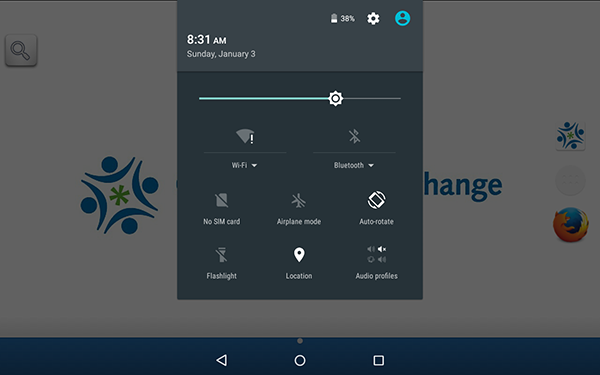 38%
8:31 AM
Sunday, January 3
Wi-Fi
Bluetooth
hange
No SIM card
Airplane mode
Auto-rotate
Flashlight
Location
Audio profiles